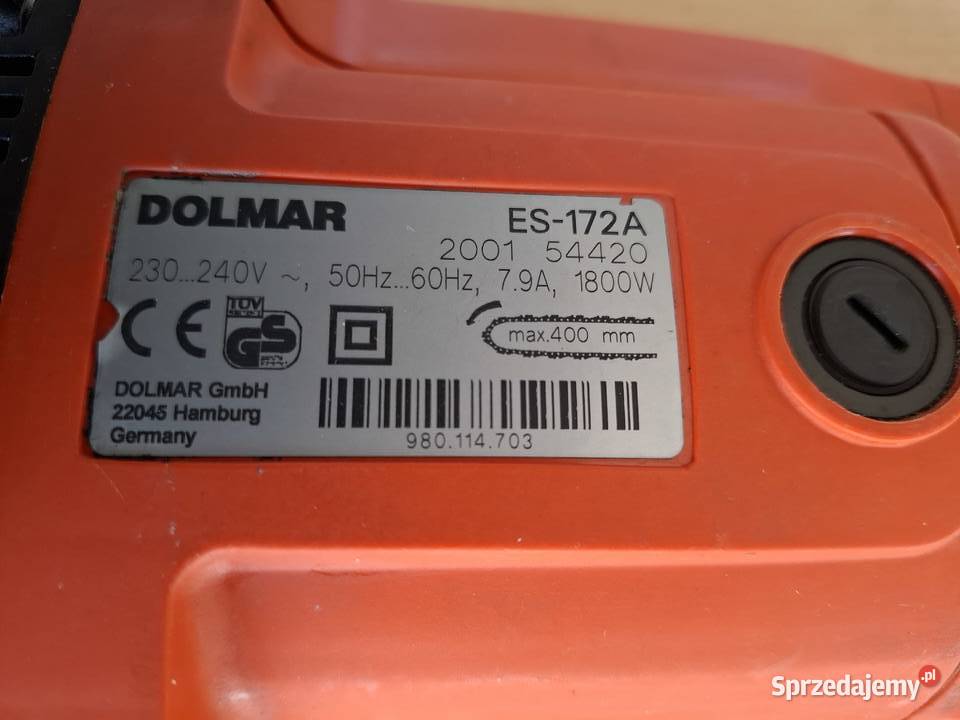 DOLMAR ES-172A
2001 54420
230...240V ~, 50Hz...60Hz, 7.9A, 1800W
CE TÜV GS max.400 mm
DOLMAR GmbH
22045 Hamburg
Germany
980.114.703
Sprzedajemy.pl